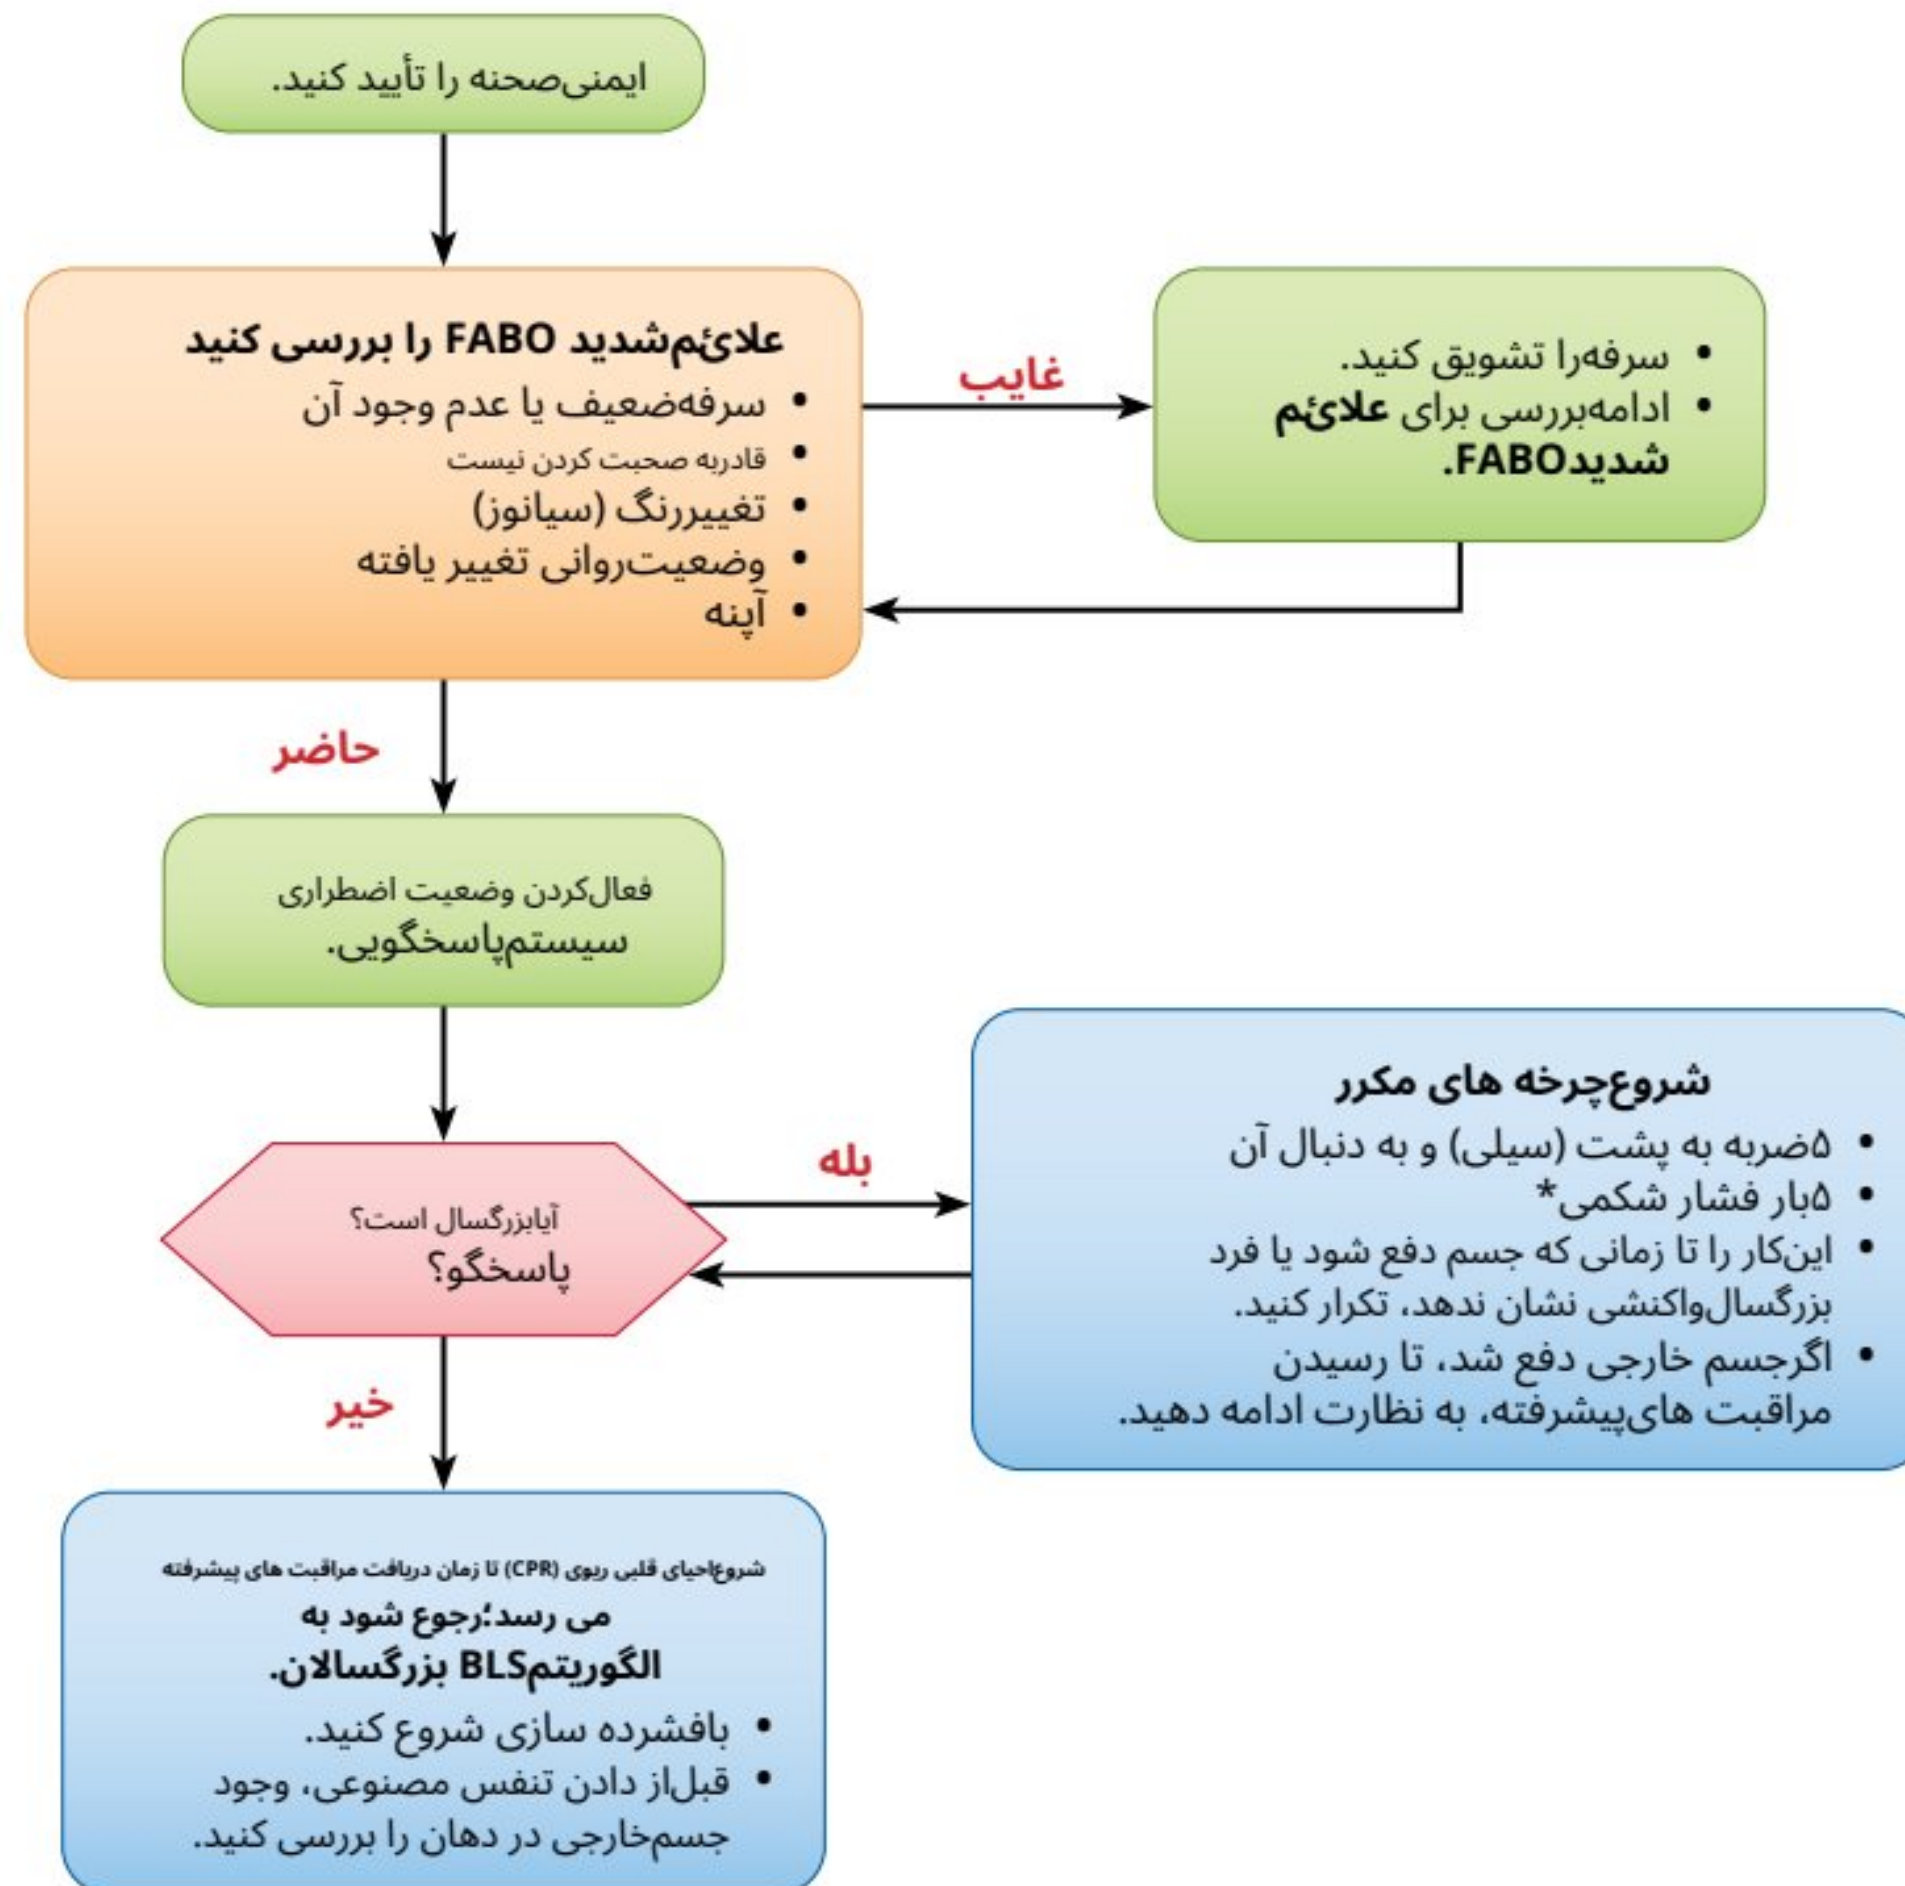 ایمنی‌صحنه را تأیید کنید.
علائم‌شدید FABO را بررسی کنید
• سرفه‌ضعیف یا عدم وجود آن
• قادربه صحبت کردن نیست
• تغییررنگ (سیانوز)
• وضعیت‌روانی تغییر یافته
• آپنه
غایب
• سرفه‌را تشویق کنید.
• ادامه‌بررسی برای علائم
شدیدFABO.
حاضر
فعال‌کردن وضعیت اضطراری
سیستم‌پاسخگویی.
آیابزرگسال است؟
پاسخگو؟
بله
شروع‌چرخه های مکرر
• ۵ضربه به پشت (سیلی) و به دنبال آن
• ۵بار فشار شکمی*
• این‌کار را تا زمانی که جسم دفع شود یا فرد
بزرگسال‌واکنشی نشان ندهد، تکرار کنید.
• اگرجسم خارجی دفع شد، تا رسیدن
مراقبت های‌پیشرفته، به نظارت ادامه دهید.
خیر
شروع‌احیای قلبی ریوی (CPR) تا زمان دریافت مراقبت های پیشرفته
می رسد؛رجوع شود به
الگوریتم‌BLS بزرگسالان.
• بافشرده سازی شروع کنید.
• قبل‌از دادن تنفس مصنوعی، وجود
جسم‌خارجی در دهان را بررسی کنید.